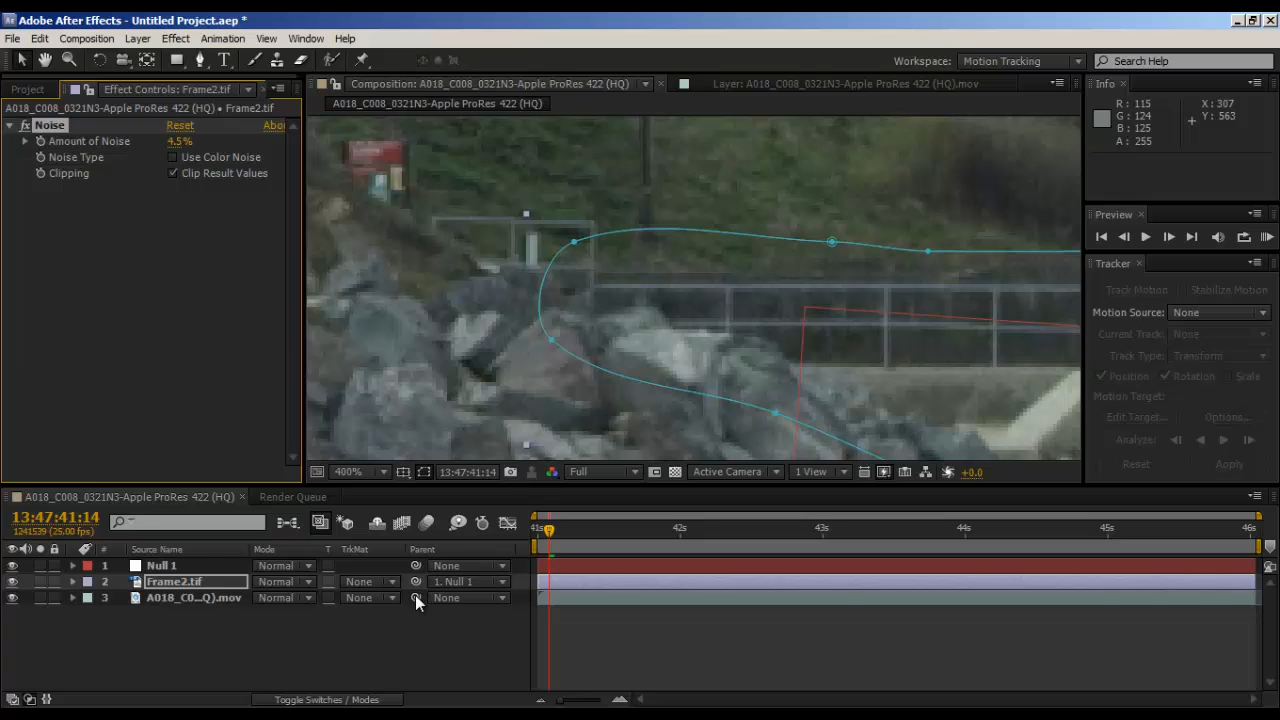 Adobe After Effects - Untitled Project.aep *
File Edit Composition Layer Effect Animation View Window Help
Workspace: Motion Tracking Search Help
Project Effect Controls: Frame2.tif
A018_C008_0321N3-Apple ProRes 422 (HQ) • Frame2.tif
fx Noise Reset Abou
Amount of Noise 4.5%
Noise Type Use Color Noise
Clipping Clip Result Values
Composition: A018_C008_0321N3-Apple ProRes 422 (HQ) Layer: A018_C008_0321N3-Apple ProRes 422 (HQ).mov
A018_C008_0321N3-Apple ProRes 422 (HQ)
400% 13:47:41:14 Full Active Camera 1 View +0.0
Info
R : 115 X : 307
G : 124 Y : 563
B : 125
A : 255
Preview
Tracker
Track Motion Stabilize Motion
Motion Source: None
Current Track: None
Track Type: Transform
Position Rotation Scale
Motion Target:
Edit Target... Options...
Analyze:
Reset Apply
A018_C008_0321N3-Apple ProRes 422 (HQ) Render Queue
13:47:41:14
1241539 (25.00 fps)
41s 42s 43s 44s 45s 46s
# Source Name Mode T TrkMat Parent
1 Null 1 Normal None
2 Frame2.tif Normal None 1. Null 1
3 A018_C0...Q).mov Normal None None
Toggle Switches / Modes